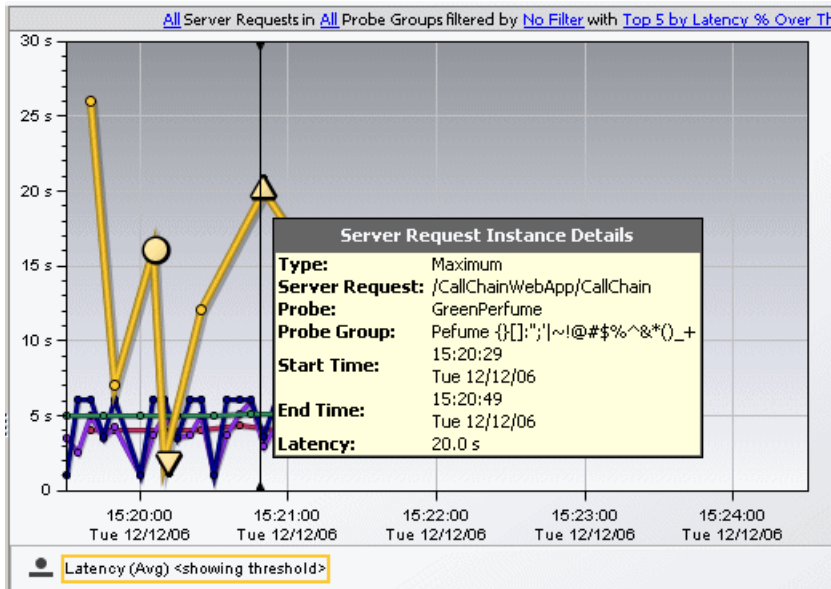 All Server Requests in All Probe Groups filtered by No Filter with Top 5 by Latency % Over
30 s
25 s
20 s
15 s
10 s
5 s
0
Server Request Instance Details
Type: Maximum
Server Request: /CallChainWebApp/CallChain
Probe: GreenPerfume
Probe Group: Pefume {}[]:";'|~!@#$%^&*()_+
Start Time: 15:20:29
Tue 12/12/06
End Time: 15:20:49
Tue 12/12/06
Latency: 20.0 s
15:20:00 15:21:00 15:22:00 15:23:00 15:24:00
Tue 12/12/06 Tue 12/12/06 Tue 12/12/06 Tue 12/12/06 Tue 12/12/06
Latency (Avg) <showing threshold>